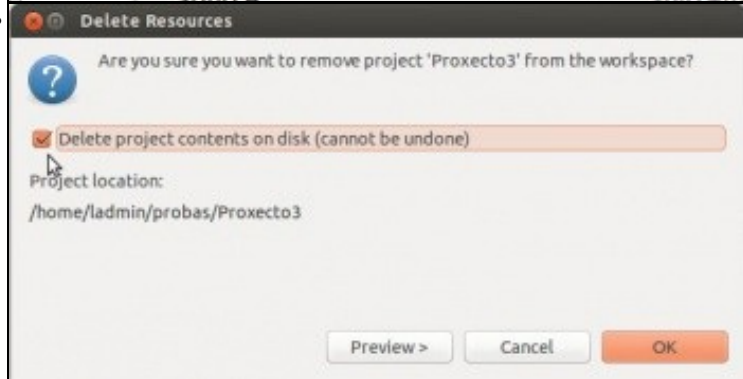 Delete Resources
Are you sure you want to remove project 'Proxecto3' from the workspace?
Delete project contents on disk (cannot be undone)
Project location:
/home/ladmin/probas/Proxecto3
Preview > Cancel OK